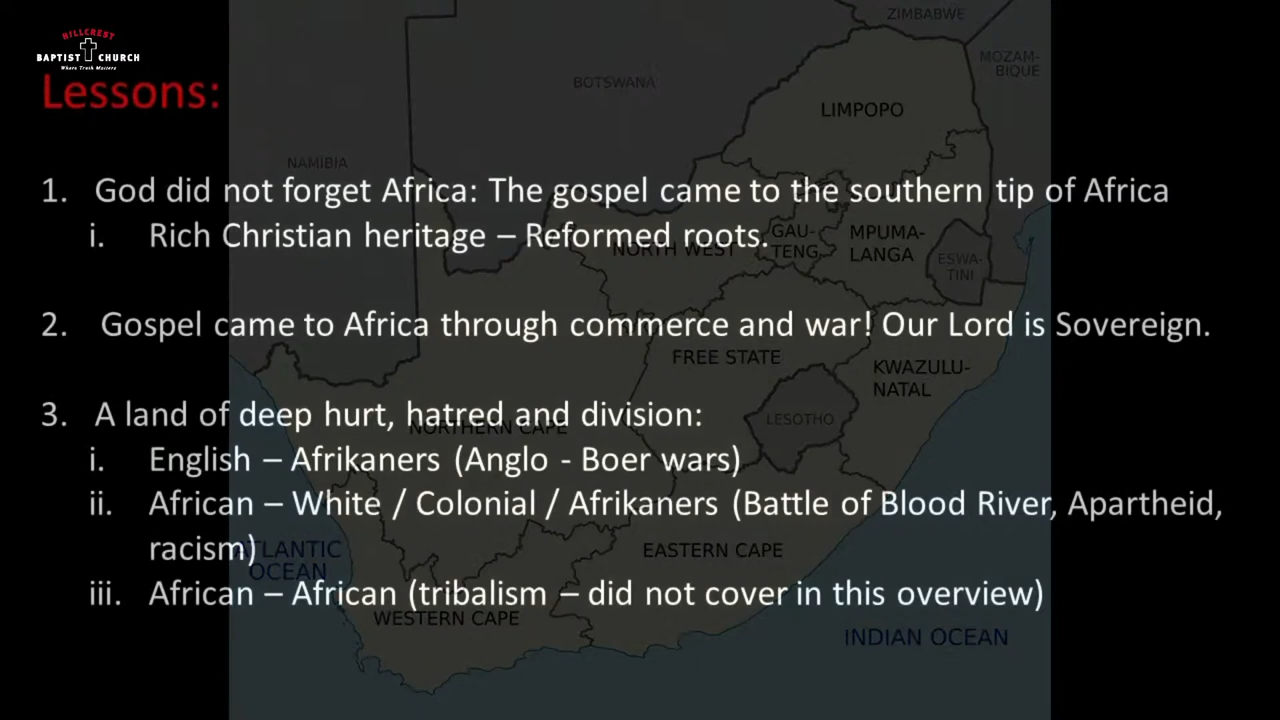 HILLCREST
BAPTIST CHURCH
Where Truth Matters
Lessons:
1. God did not forget Africa: The gospel came to the southern tip of Africa
i. Rich Christian heritage – Reformed roots.
2. Gospel came to Africa through commerce and war! Our Lord is Sovereign.
3. A land of deep hurt, hatred and division:
i. English – Afrikaners (Anglo - Boer wars)
ii. African – White / Colonial / Afrikaners (Battle of Blood River, Apartheid,
racism)
iii. African – African (tribalism – did not cover in this overview)
ZIMBABWE
MOZAM-
BIQUE
BOTSWANA
LIMPOPO
NAMIBIA
NORTH WEST
GAU-
TENG
MPUMA-
LANGA
ESWA-
TINI
FREE STATE
KWAZULU-
NATAL
LESOTHO
NORTHERN CAPE
ATLANTIC
OCEAN
EASTERN CAPE
WESTERN CAPE
INDIAN OCEAN